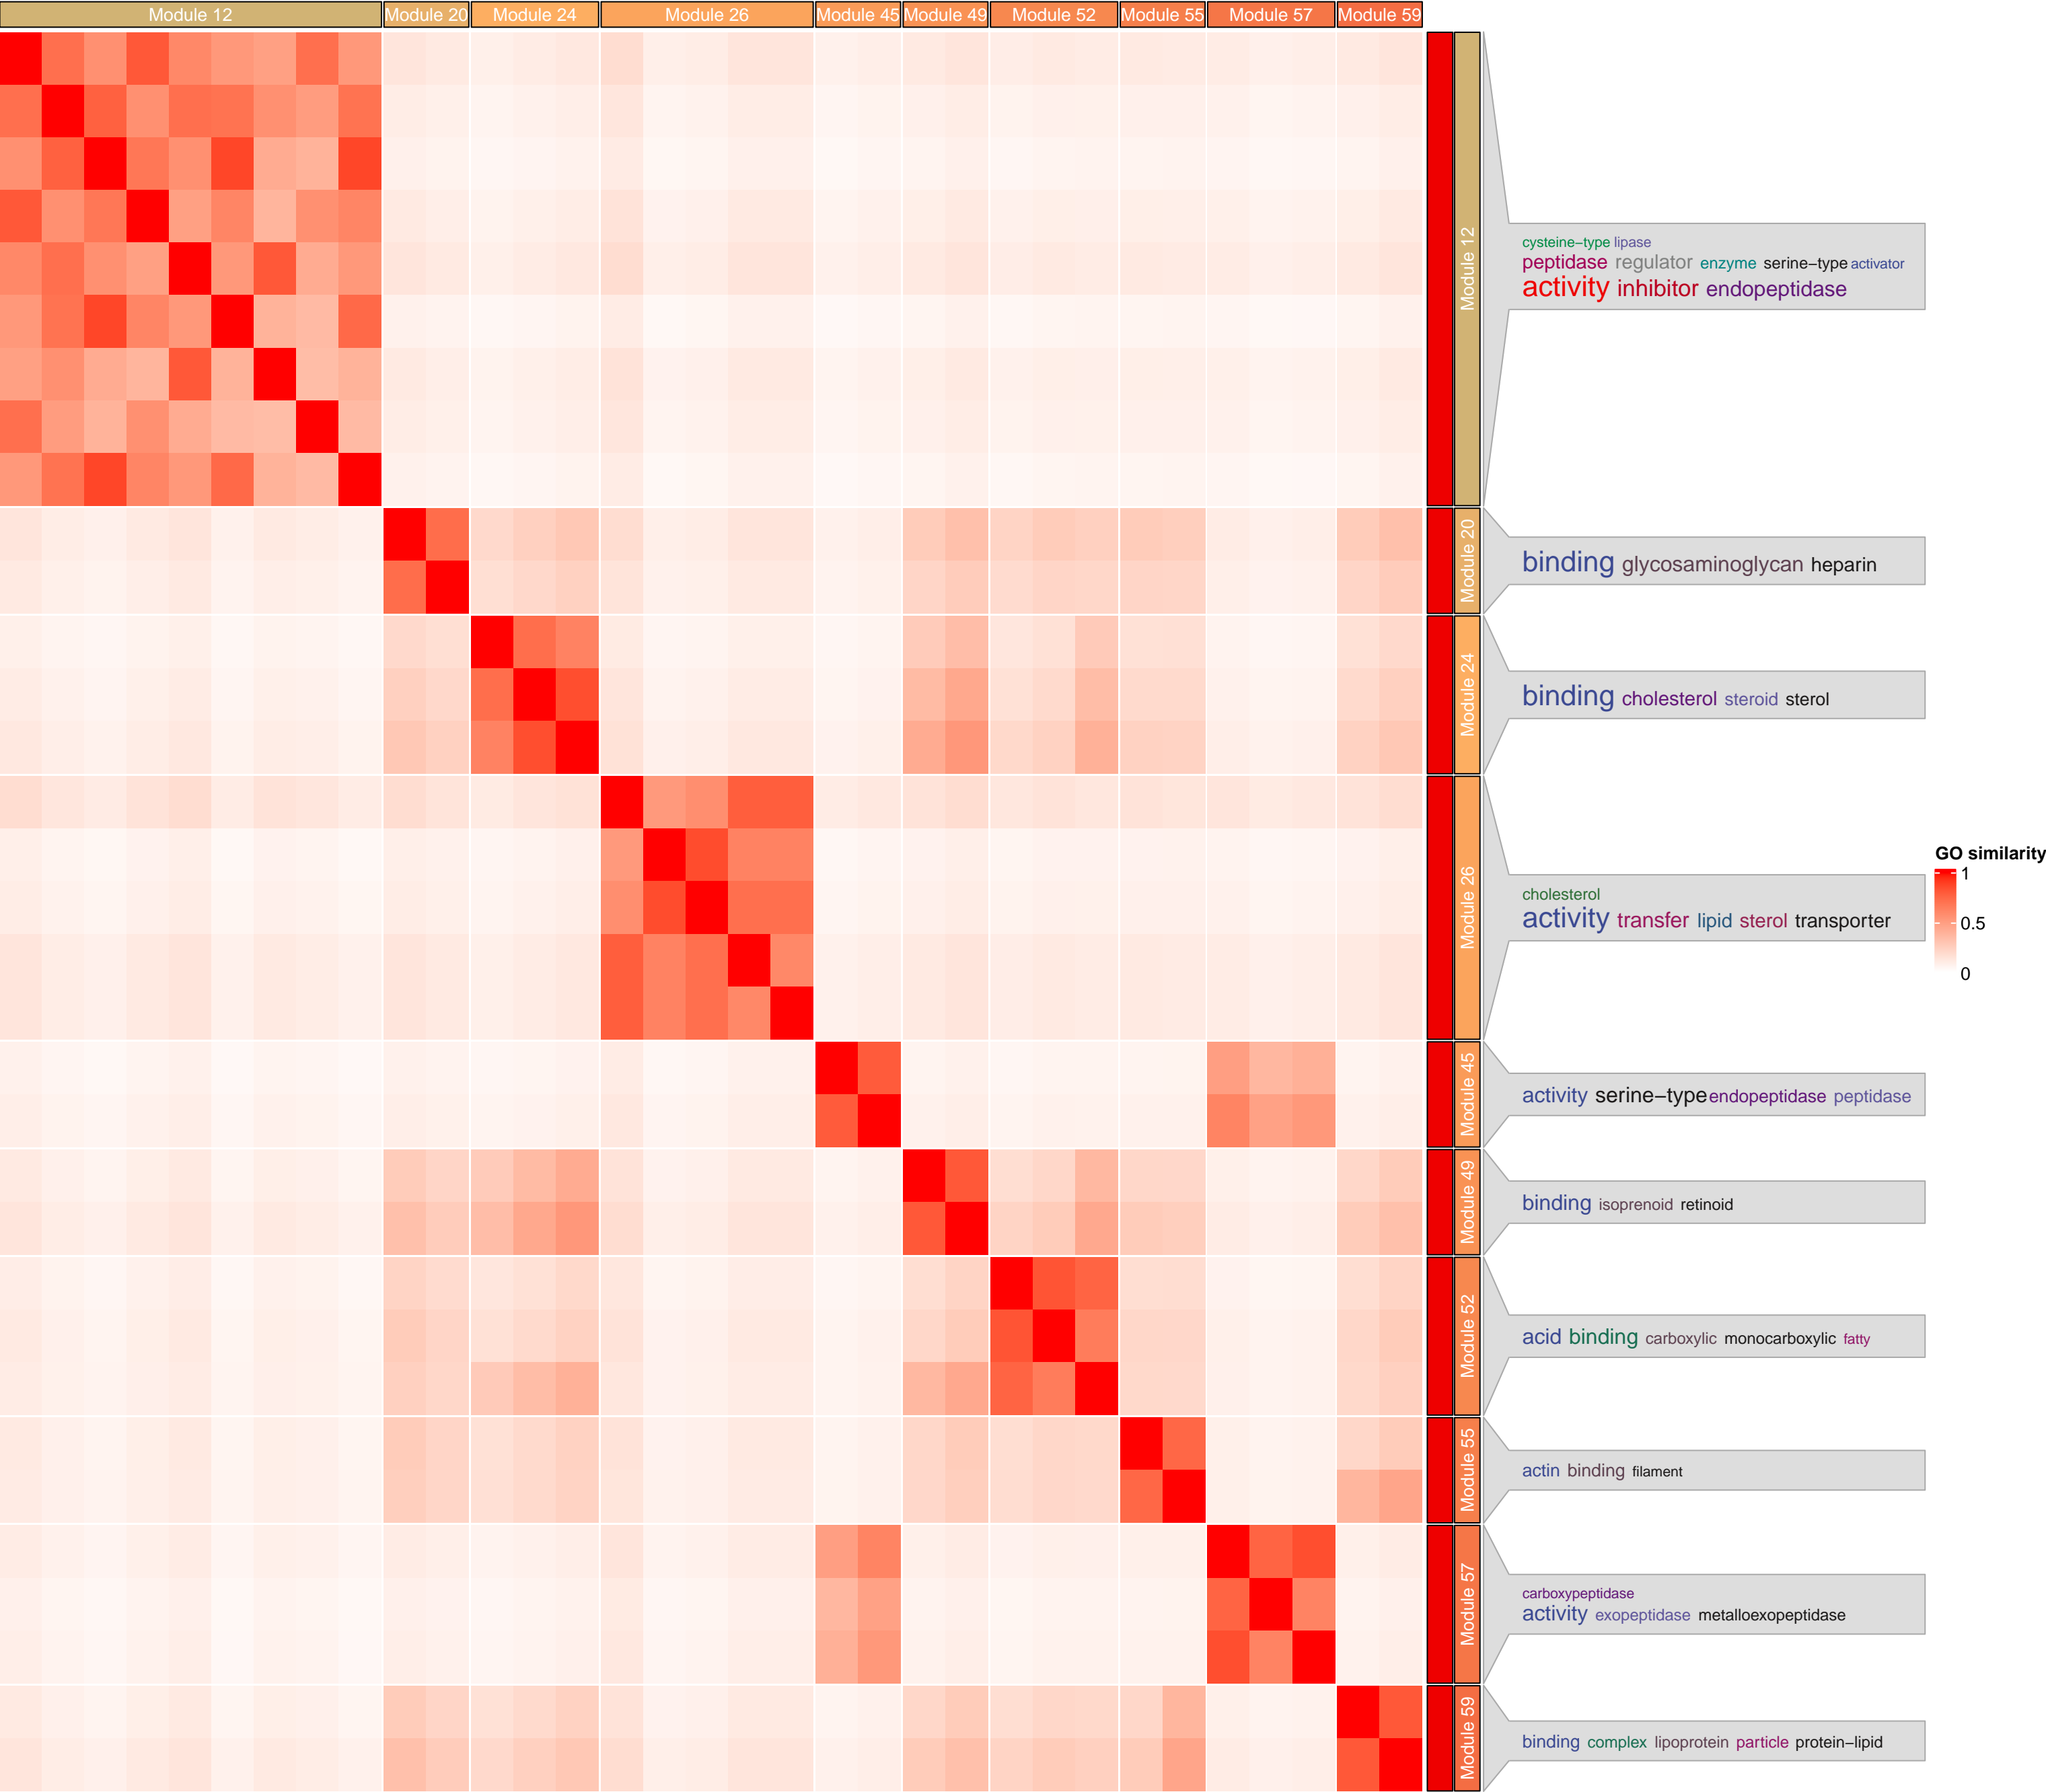 Module 12 Module 20 Module 24 Module 26 Module 45 Module 49 Module 52 Module 55 Module 57 Module 59
Module 12
cysteine−type lipase
peptidase regulator enzyme serine−type activator
activity inhibitor endopeptidase
Module 20
binding glycosaminoglycan heparin
Module 24
binding cholesterol steroid sterol
Module 26
cholesterol
activity transfer lipid sterol transporter
GO similarity
1
0.5
0
Module 45
activity serine−type endopeptidase peptidase
Module 49
binding isoprenoid retinoid
Module 52
acid binding carboxylic monocarboxylic fatty
Module 55
actin binding filament
Module 57
carboxypeptidase
activity exopeptidase metalloexopeptidase
Module 59
binding complex lipoprotein particle protein−lipid